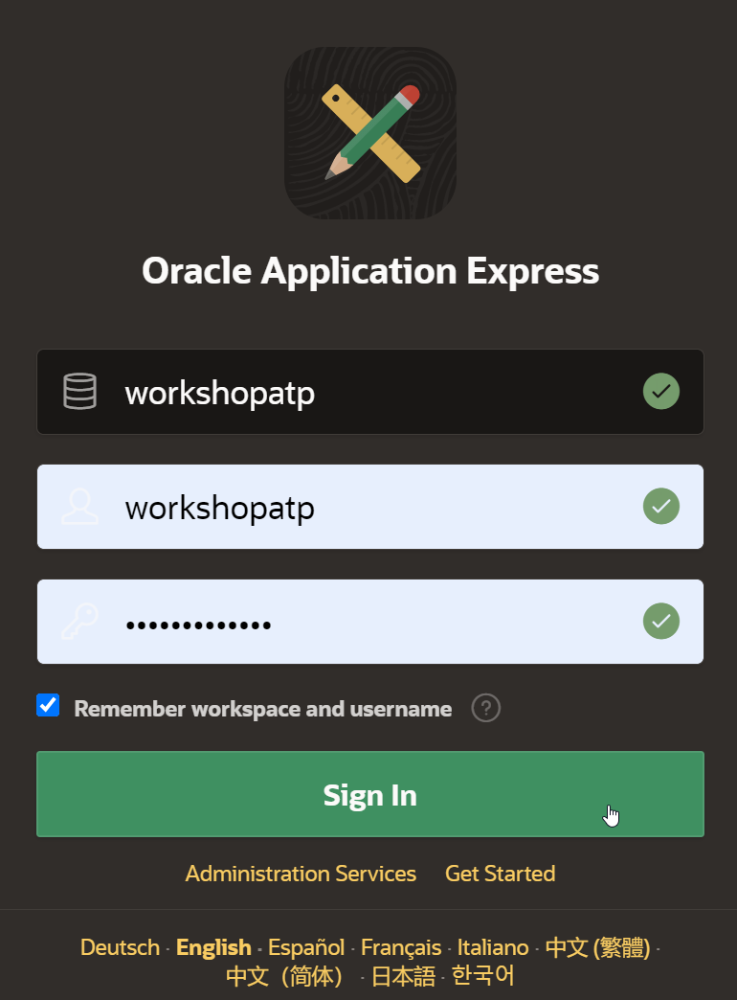 Oracle Application Express
workshopatp
workshopatp
•••••••••••••
Remember workspace and username ?
Sign In
Administration Services Get Started
Deutsch · English · Español · Français · Italiano · 中文 (繁體) ·
中文（简体） · 日本語 · 한국어